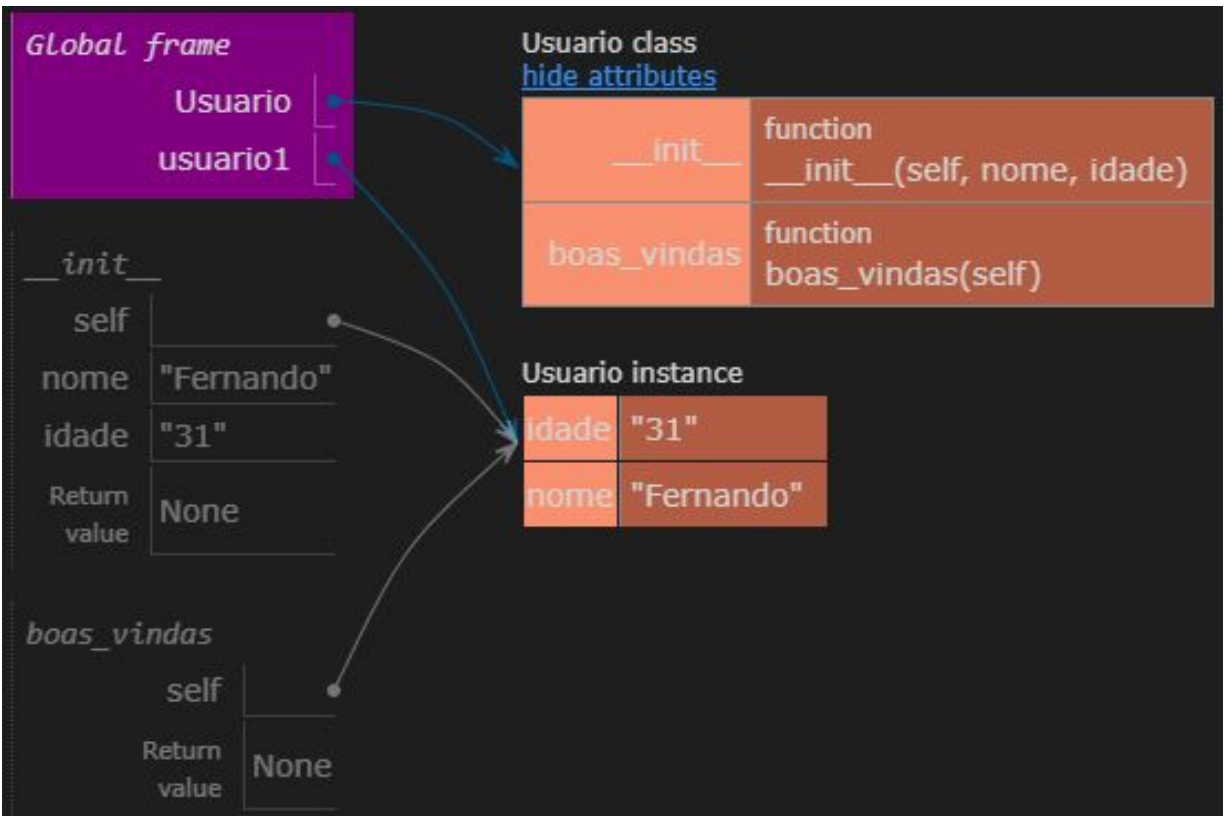 Global frame
Usuario
usuario1
__init__
self
nome "Fernando"
idade "31"
Return
value None
boas_vindas
self
Return
value None
Usuario class
hide attributes
__init__ function
__init__(self, nome, idade)
boas_vindas function
boas_vindas(self)
Usuario instance
idade "31"
nome "Fernando"